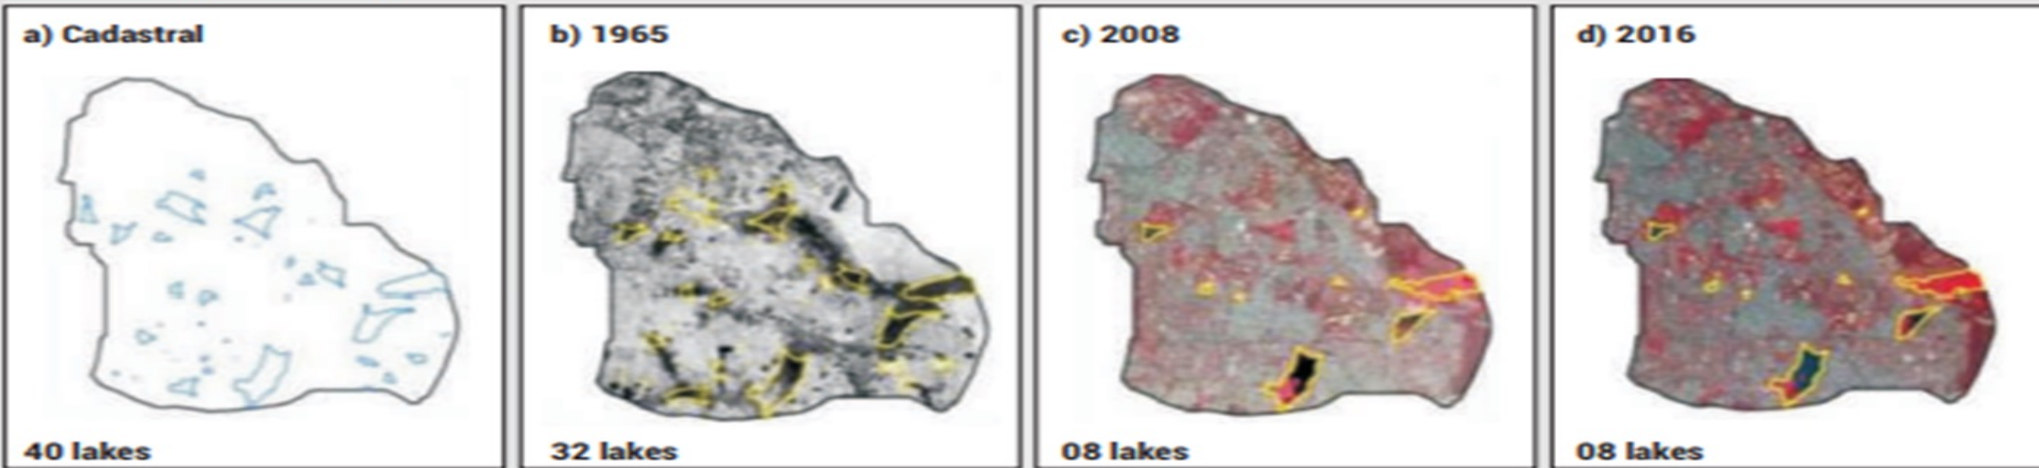 a) Cadastral
40 lakes
b) 1965
32 lakes
c) 2008
08 lakes
d) 2016
08 lakes